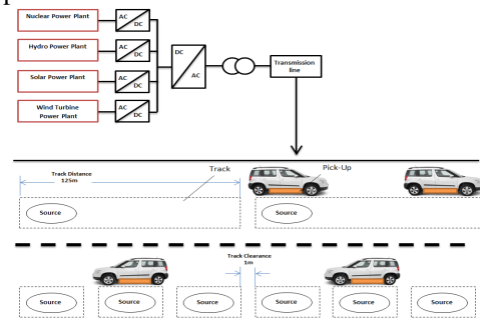 Nuclear Power Plant
AC
DC
Hydro Power Plant
AC
DC
DC
AC
Transmission
line
Solar Power Plant
AC
DC
Wind Turbine
Power Plant
AC
DC
Track Distance
125m
Track
Pick-Up
Source
Source
Track Clearance
1m
Source
Source
Source
Source
Source
Source